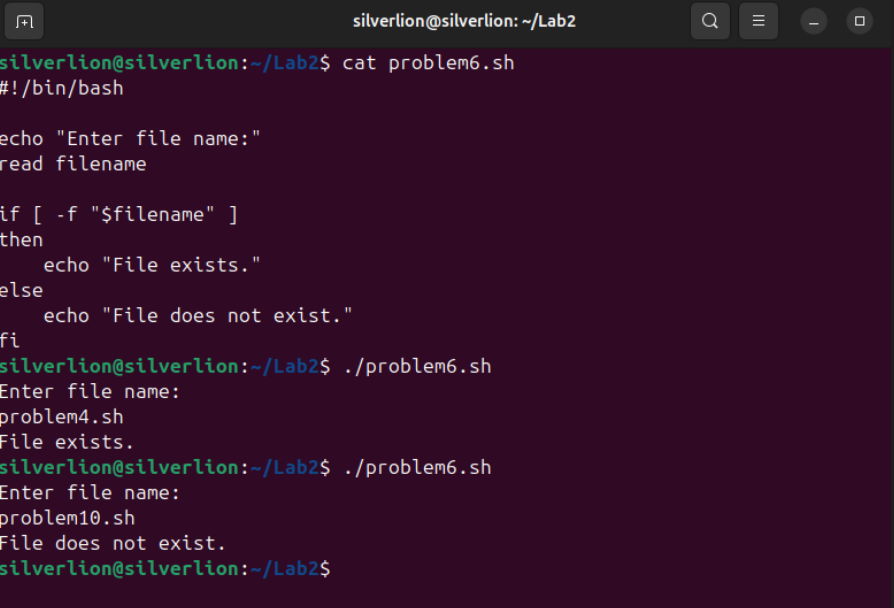 silverlion@silverlion: ~/Lab2
silverlion@silverlion:~/Lab2$ cat problem6.sh
#!/bin/bash
echo "Enter file name:"
read filename
if [ -f "$filename" ]
then
    echo "File exists."
else
    echo "File does not exist."
fi
silverlion@silverlion:~/Lab2$ ./problem6.sh
Enter file name:
problem4.sh
File exists.
silverlion@silverlion:~/Lab2$ ./problem6.sh
Enter file name:
problem10.sh
File does not exist.
silverlion@silverlion:~/Lab2$